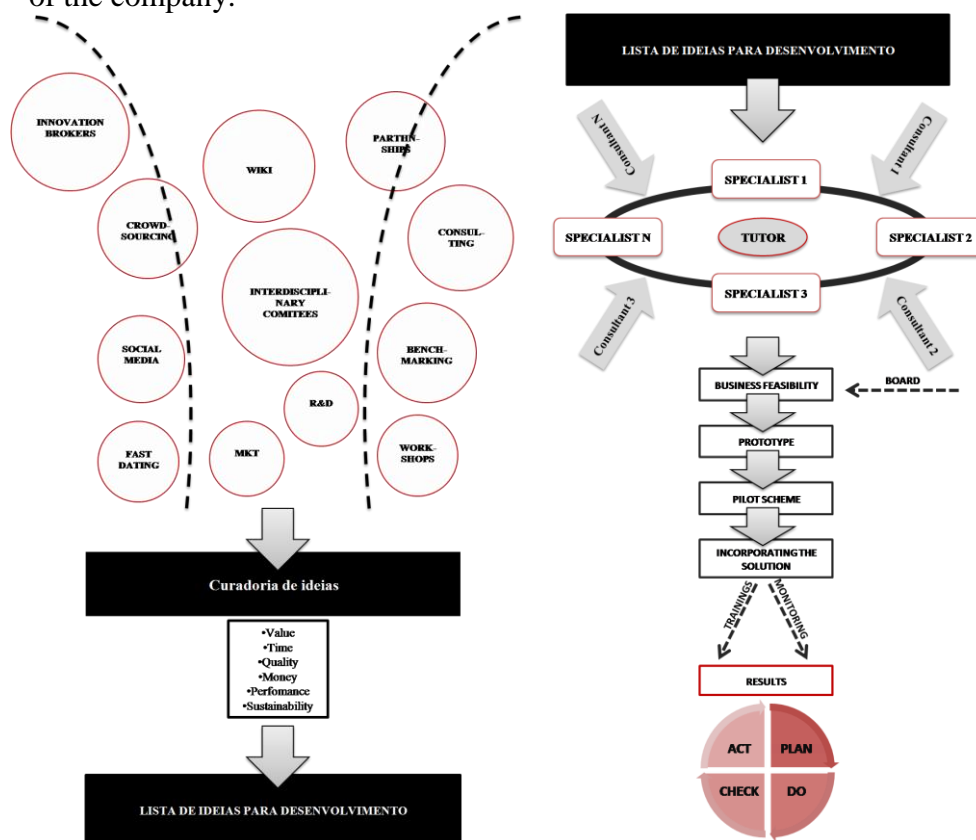 of the company.
INNOVATION
BROKERS
WIKI
PARTHN-
SHIPS
CROWD-
SOURCING
CONSUL-
TING
INTERDISCIPLI-
NARY
COMITEES
SOCIAL
MEDIA
BENCH-
MARKING
R&D
FAST
DATING
MKT
WORK-
SHOPS
Curadoria de ideias
•Value
•Time
•Quality
•Money
•Perfomance
•Sustainability
LISTA DE IDEIAS PARA DESENVOLVIMENTO
LISTA DE IDEIAS PARA DESENVOLVIMENTO
Consultant N
Consultant 1
SPECIALIST 1
SPECIALIST N
TUTOR
SPECIALIST 2
SPECIALIST 3
Consultant 3
Consultant 2
BUSINESS FEASIBILITY
BOARD
PROTOTYPE
PILOT SCHEME
INCORPORATING THE
SOLUTION
TRAININGS
MONITORING
RESULTS
ACT
PLAN
CHECK
DO